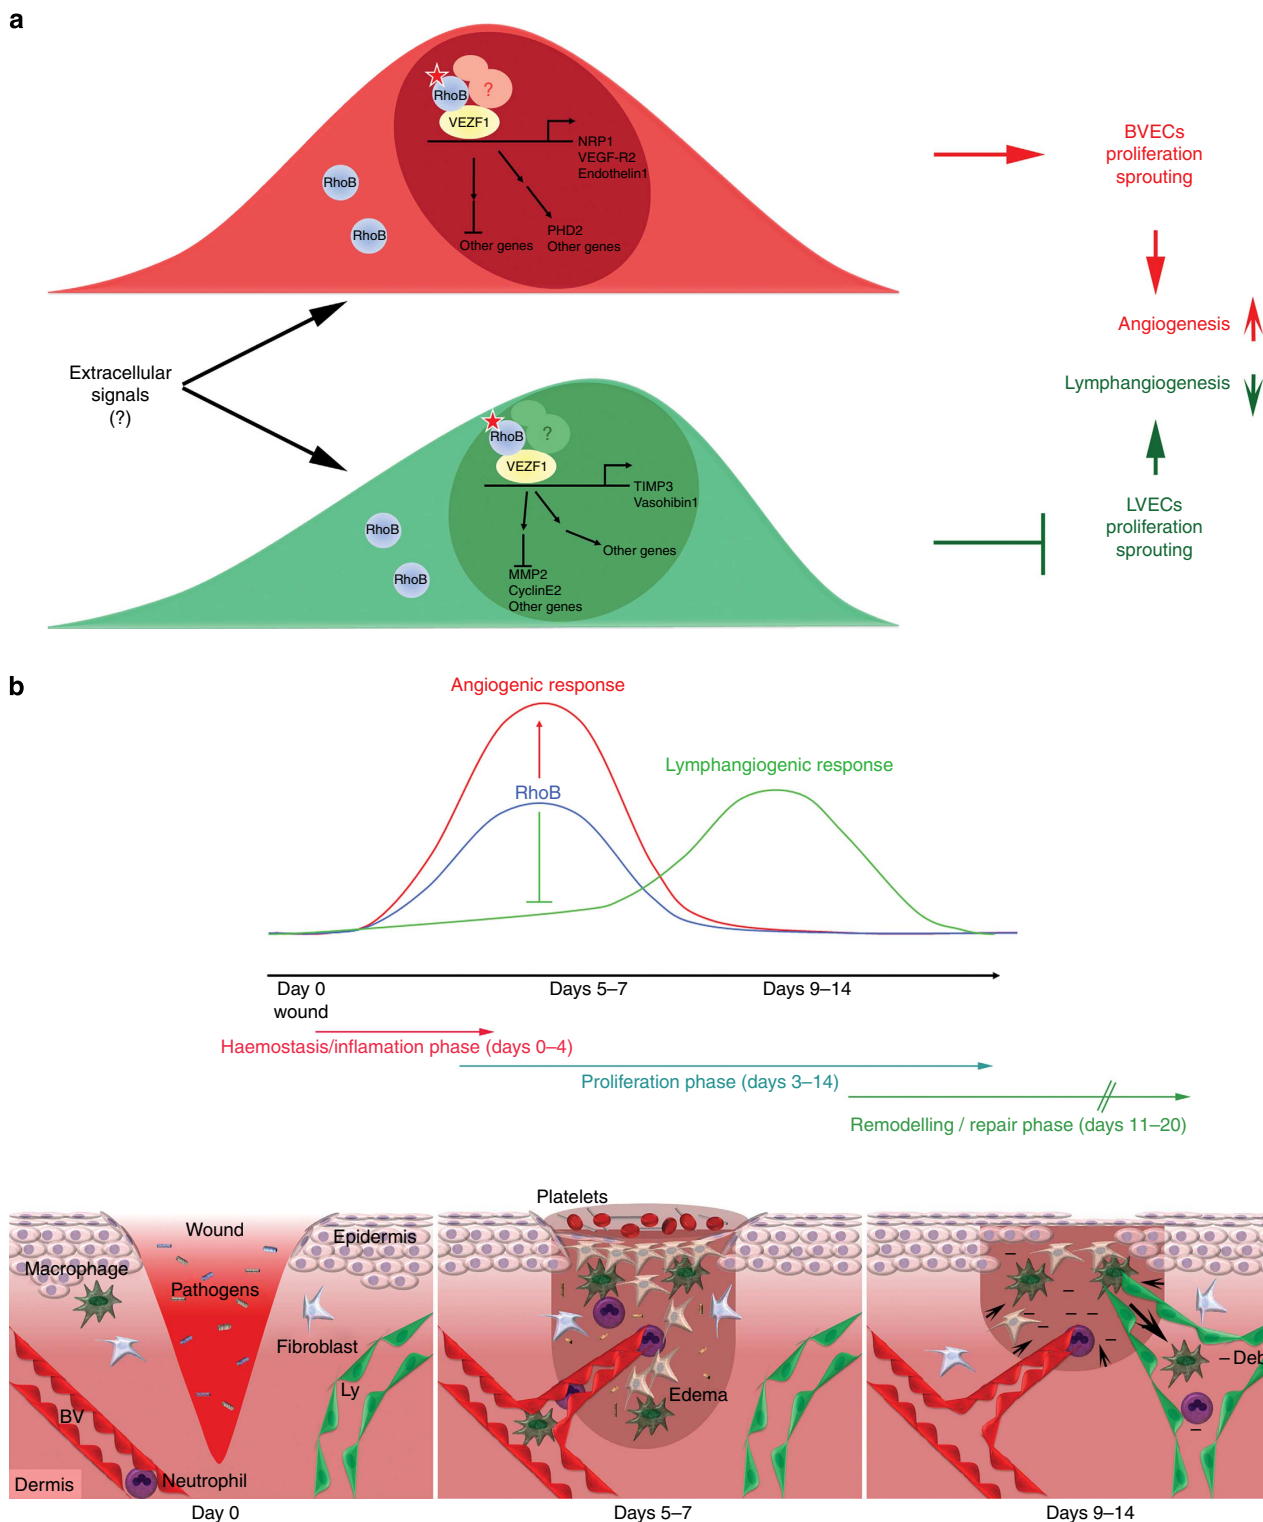 a
?
RhoB
VEZF1
NRP1
VEGF-R2
Endothelin1
RhoB
RhoB
Other genes
PHD2
Other genes
BVECs
proliferation
sprouting
Angiogenesis
Lymphangiogenesis
Extracellular
signals
(?)
?
RhoB
VEZF1
TIMP3
Vasohibin1
RhoB
RhoB
Other genes
MMP2
CyclinE2
Other genes
LVECs
proliferation
sprouting
b
Angiogenic response
Lymphangiogenic response
RhoB
Day 0
wound
Days 5–7
Days 9–14
Haemostasis/inflamation phase (days 0–4)
Proliferation phase (days 3–14)
Remodelling / repair phase (days 11–20)
Wound
Epidermis
Macrophage
Pathogens
Fibroblast
Ly
BV
Neutrophil
Dermis
Day 0
Platelets
Edema
Days 5–7
– Deb
Days 9–14